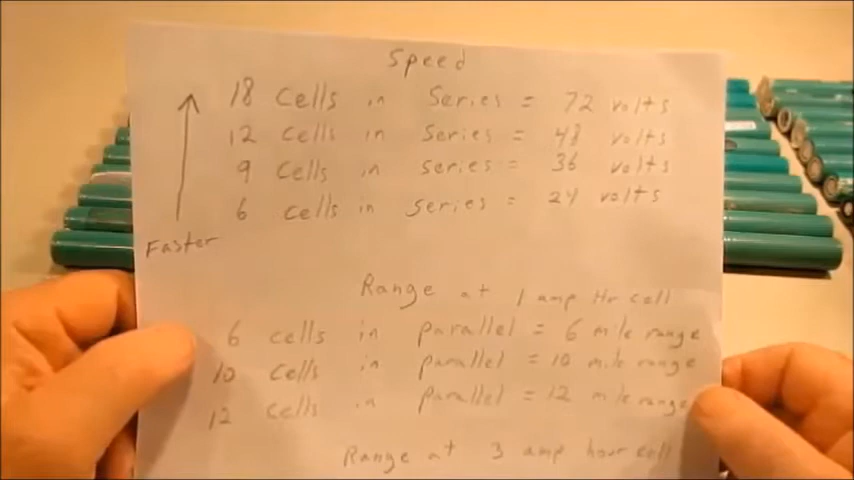 Speed
18 cells in Series = 72 volts
12 cells in series = 48 volts
9 cells in series = 36 volts
6 cells in series = 24 volts
Faster
Range at 1 amp Hr cell
6 cells in parallel = 6 mile range
10 cells in parallel = 10 mile range
12 cells in parallel = 12 mile range
Range at 3 amp hour cell